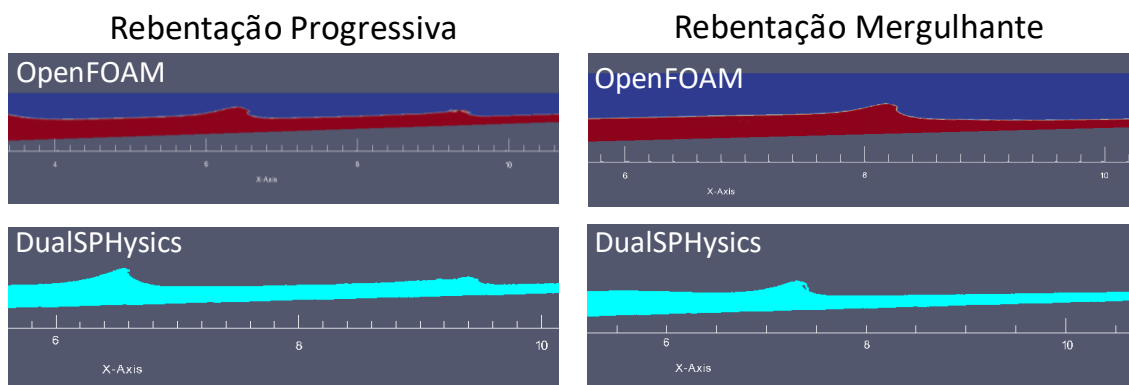 Rebentação Progressiva
OpenFOAM
4 6 8 10
X-Axis
DualSPHysics
6 8 10
X-Axis
Rebentação Mergulhante
OpenFOAM
6 8 10
X-Axis
DualSPHysics
6 8 10
X-Axis